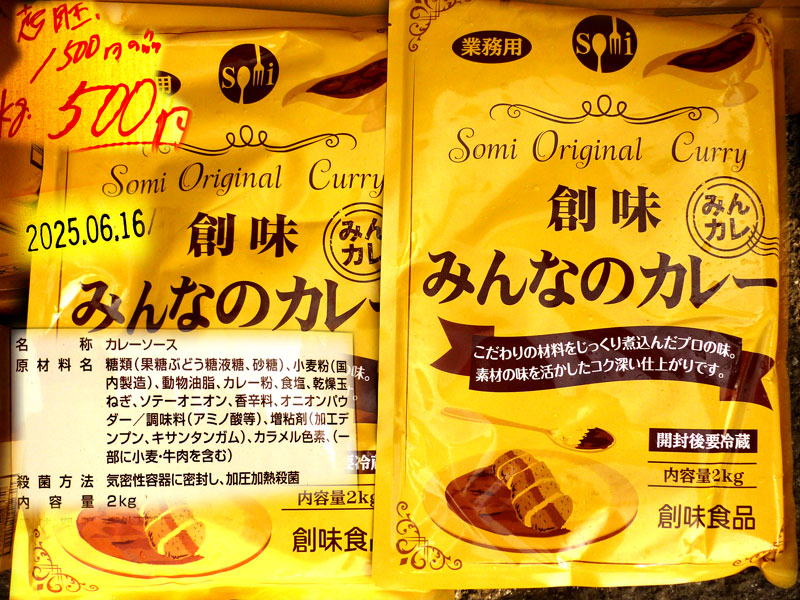 1500円の品
kg. 500円
somi
Somi Original Curry
2025.06.16
創味
みん
カレ
みんなのカレー
の味。
名称 カレーソース
原材料名 糖類(果糖ぶどう糖液糖、砂糖)、小麦粉(国
内製造)、動物油脂、カレー粉、食塩、乾燥玉
ねぎ、ソテーオニオン、香辛料、オニオンパウ
ダー/調味料(アミノ酸等)、増粘剤(加工デ
ンプン、キサンタンガム)、カラメル色素、(一
部に小麦・牛肉を含む)
殺菌方法 気密性容器に密封し、加圧加熱殺菌
内容量 2kg
要冷蔵
内容量2kg
創味食品
業務用
somi
Somi Original Curry
創味
みん
カレ
みんなのカレー
こだわりの材料をじっくり煮込んだプロの味。
素材の味を活かしたコク深い仕上がりです。
開封後要冷蔵
内容量2kg
創味食品